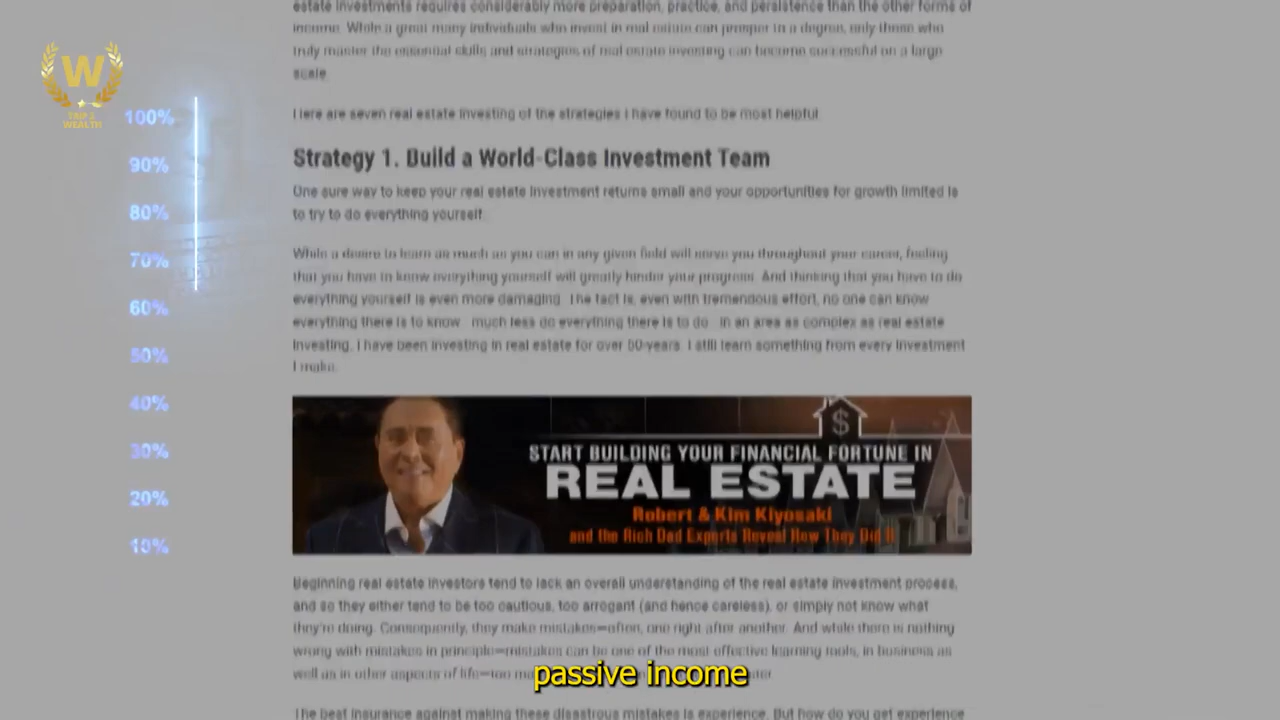 estate investments requires considerably more preparation, practice, and persistence than the other forms of
income. While a great many individuals who invest in real estate can prosper to a degree, only those who
truly master the essential skills and strategies of real estate investing can become successful on a large
scale.
Here are seven real estate investing of the strategies I have found to be most helpful.
Strategy 1. Build a World-Class Investment Team
One sure way to keep your real estate investment returns small and your opportunities for growth limited is
to try to do everything yourself.
While a desire to learn as much as you can in any given field will serve you throughout your career, feeling
that you have to know everything yourself will greatly hinder your progress. And thinking that you have to do
everything yourself is even more damaging. The fact is, even with tremendous effort, no one can know
everything there is to know much less do everything there is to do in an area as complex as real estate
investing. I have been investing in real estate for over 50-years. I still learn something from every investment
I make.
START BUILDING YOUR FINANCIAL FORTUNE IN
REAL ESTATE
Robert & Kim Kiyosaki
and the Rich Dad Experts Reveal How They Did It
Beginning real estate investors tend to lack an overall understanding of the real estate investment process,
and so they either tend to be too cautious, too arrogant (and hence careless), or simply not know what
they're doing. Consequently, they make mistakes—often, one right after another. And while there is nothing
wrong with mistakes in principle—mistakes can be one of the most effective learning tools, in business as
well as in other aspects of life—too
The best insurance against making these disastrous mistakes is experience. But how do you get experience
W
WEALTH
100%
90%
80%
70%
60%
50%
40%
30%
20%
10%
passive income